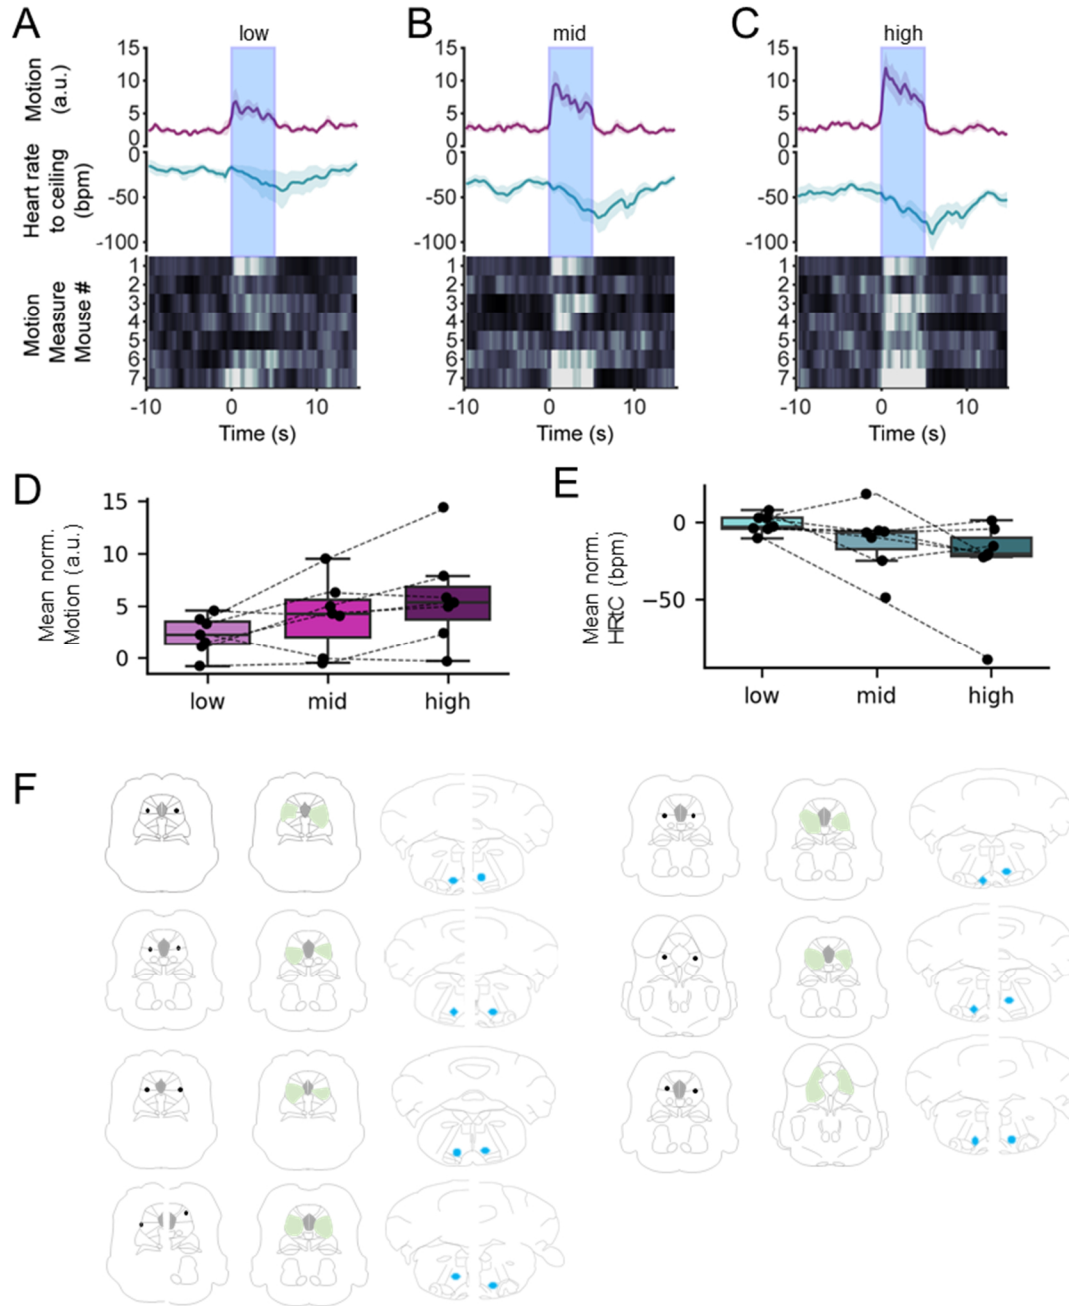 A
B
C
low
mid
high
Motion
(a.u.)
15
10
5
0
15
10
5
0
15
10
5
0
Heart rate
to ceiling
(bpm)
0
-50
-100
0
-50
-100
0
-50
-100
Motion
Measure
Mouse #
1
2
3
4
5
6
7
1
2
3
4
5
6
7
1
2
3
4
5
6
7
-10 0 10
-10 0 10
-10 0 10
Time (s)
Time (s)
Time (s)
D
Mean norm.
Motion (a.u.)
15
10
5
0
low mid high
E
Mean norm.
HRtC (bpm)
0
−50
low mid high
F